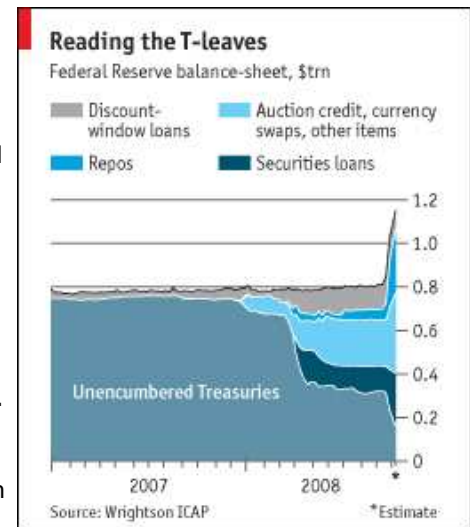 Reading the T-leaves
Federal Reserve balance-sheet, $trn
Discount-
window loans
Auction credit, currency
swaps, other items
Repos
Securities loans
1.2
1.0
0.8
0.6
0.4
0.2
0
Unencumbered Treasuries
2007
2008
*
Source: Wrightson ICAP
*Estimate